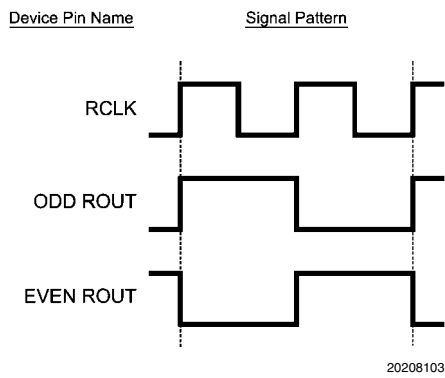 Device Pin Name Signal Pattern
RCLK
ODD ROUT
EVEN ROUT
20208103